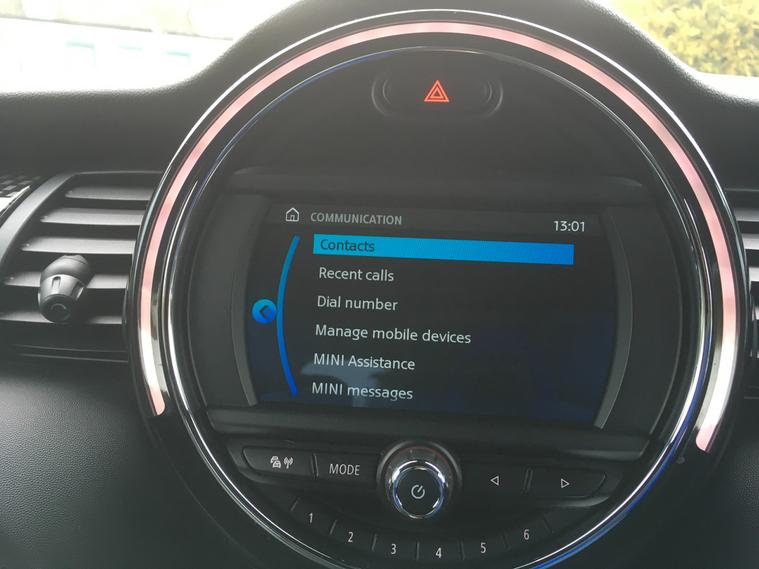 COMMUNICATION 13:01
Contacts
Recent calls
Dial number
Manage mobile devices
MINI Assistance
MINI messages
MODE
1 2 3 4 5 6